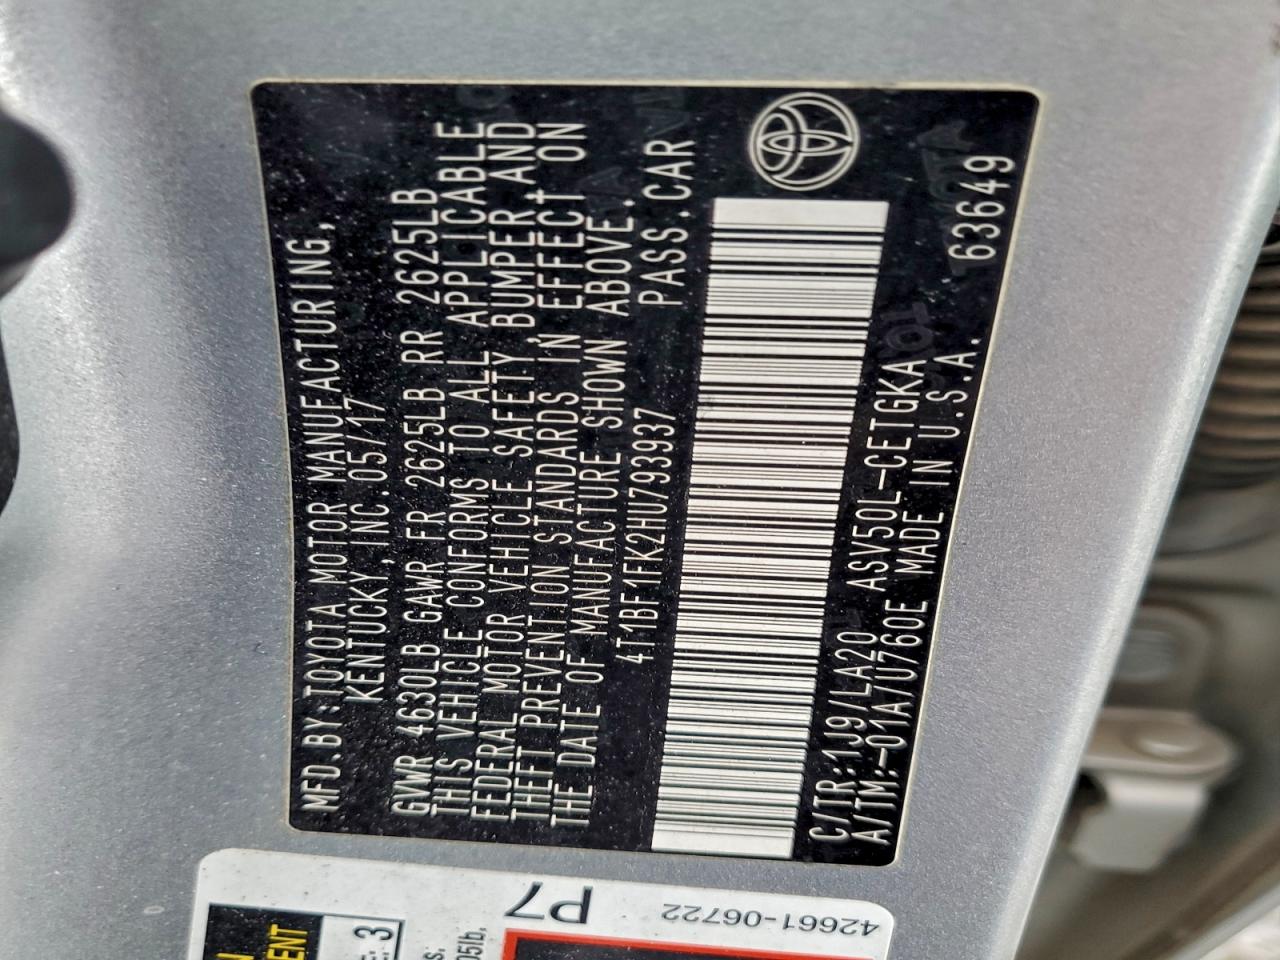 MFD.BY:TOYOTA MOTOR MANUFACTURING,
KENTUCKY,INC.05/17
GVWR 4630LB GAWR FR 2625LB RR 2625LB
THIS VEHICLE CONFORMS TO ALL APPLICABLE
FEDERAL MOTOR VEHICLE SAFETY,BUMPER,AND
THEFT PREVENTION STANDARDS IN EFFECT ON
THE DATE OF MANUFACTURE SHOWN ABOVE.
4T1BF1FK2HU793937 PASS.CAR
C/TR:1J9/LA20 ASV50L-CETGKA
A/TM:-01A/U760E MADE IN U.S.A.
63649
P7
42661-06722
3
05lb.